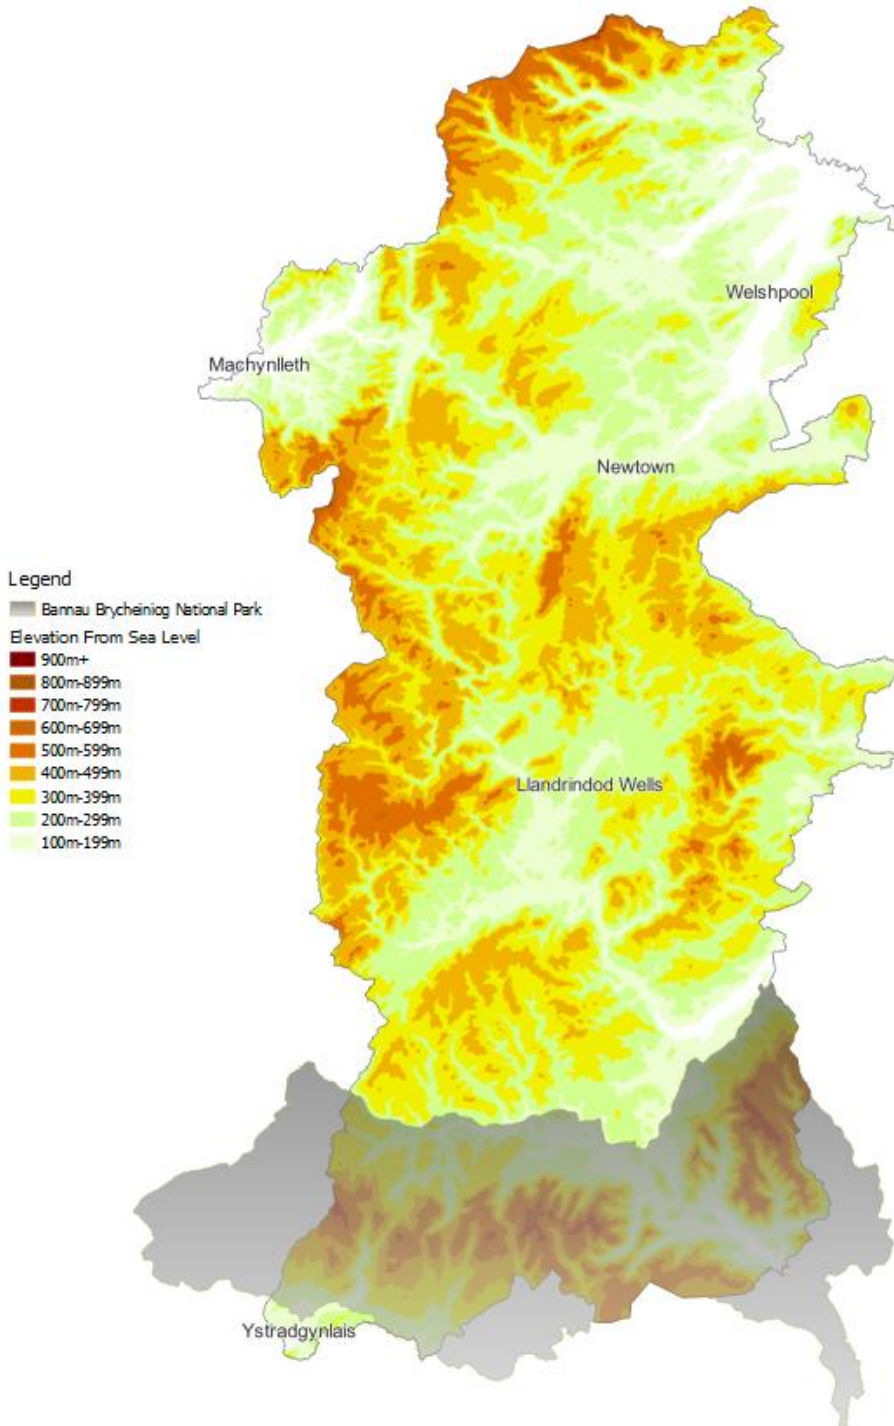 Welshpool
Machynlleth
Newtown
Legend
Bannau Brycheiniog National Park
Elevation From Sea Level
900m+
800m-899m
700m-799m
600m-699m
500m-599m
400m-499m
300m-399m
200m-299m
100m-199m
Llandrindod Wells
Ystradgynlais